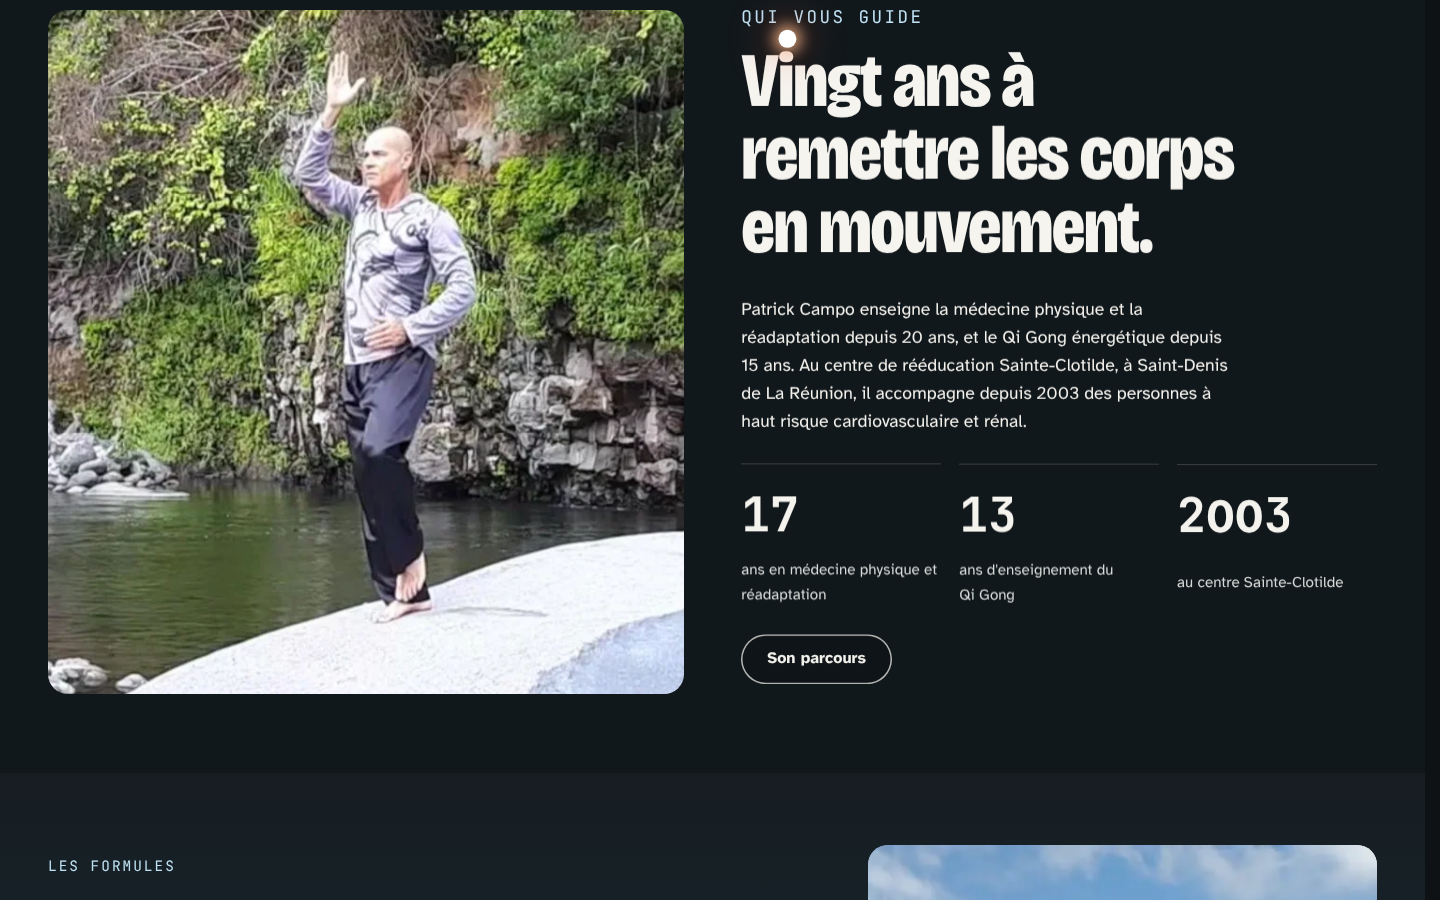 QUI VOUS GUIDE
Vingt ans à
remettre les corps
en mouvement.
Patrick Campo enseigne la médecine physique et la
réadaptation depuis 20 ans, et le Qi Gong énergétique depuis
15 ans. Au centre de rééducation Sainte-Clotilde, à Saint-Denis
de La Réunion, il accompagne depuis 2003 des personnes à
haut risque cardiovasculaire et rénal.
17
ans en médecine physique et
réadaptation
13
ans d'enseignement du
Qi Gong
2003
au centre Sainte-Clotilde
Son parcours
LES FORMULES